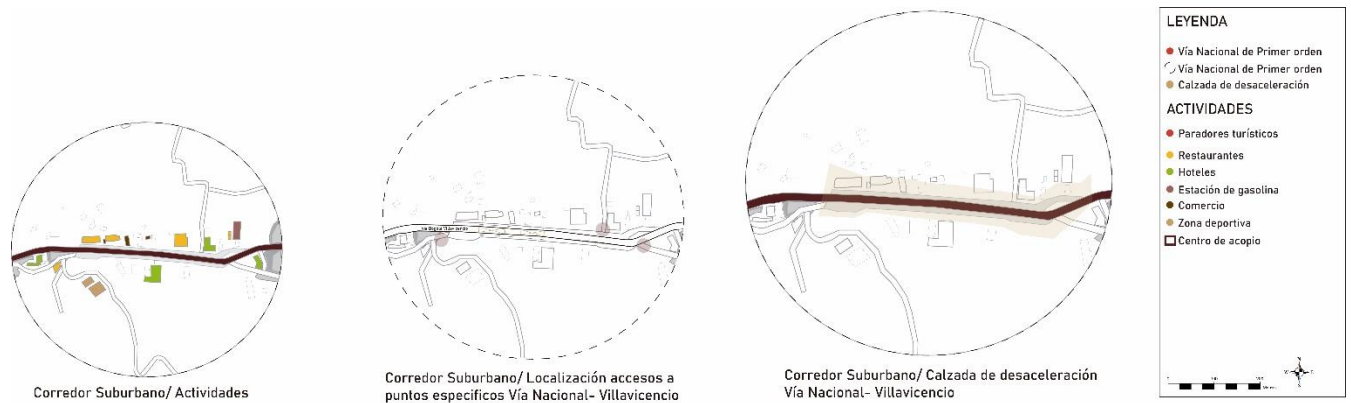 Corredor Suburbano/ Actividades
Corredor Suburbano/ Localización accesos a
puntos especificos Vía Nacional- Villavicencio
Corredor Suburbano/ Calzada de desaceleración
Vía Nacional- Villavicencio
LEYENDA
Vía Nacional de Primer orden
Vía Nacional de Primer orden
Calzada de desaceleración
ACTIVIDADES
Paradores turísticos
Restaurantes
Hoteles
Estación de gasolina
Comercio
Zona deportiva
Centro de acopio
0
N